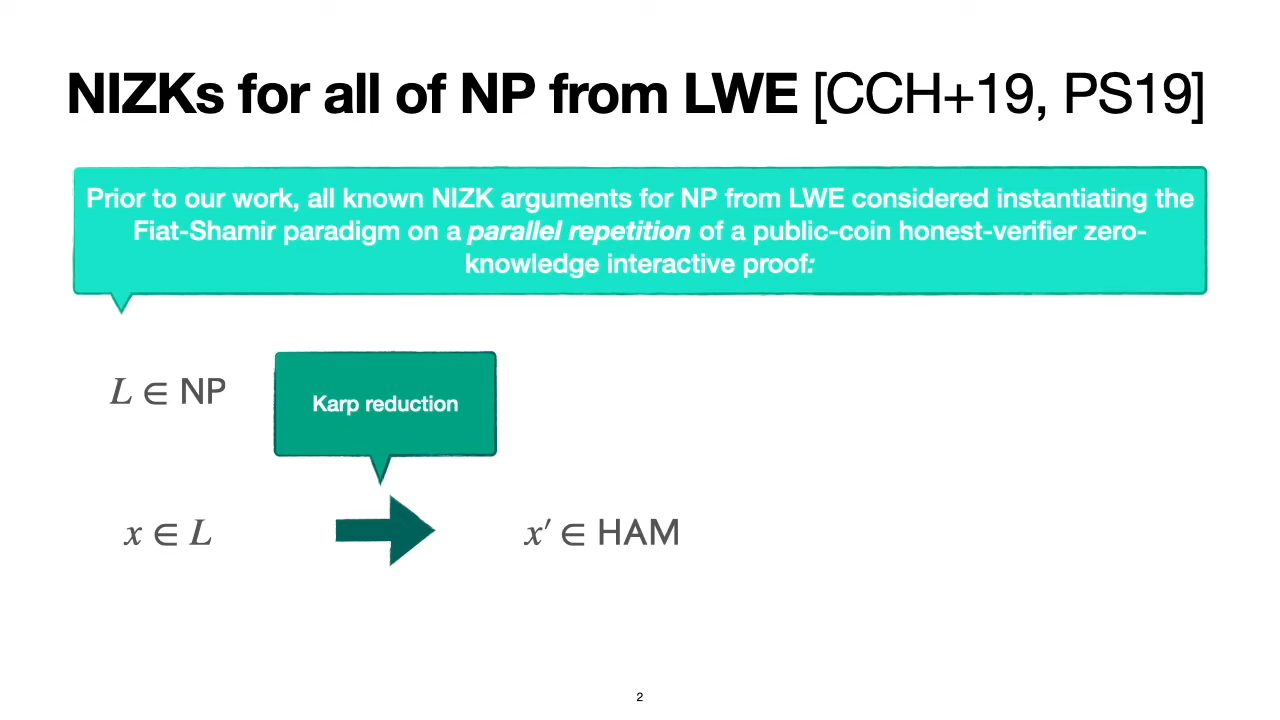 NIZKs for all of NP from LWE [CCH+19, PS19]
Prior to our work, all known NIZK arguments for NP from LWE considered instantiating the
Fiat-Shamir paradigm on a parallel repetition of a public-coin honest-verifier zero-
knowledge interactive proof:
L ∈ NP
Karp reduction
x ∈ L
x′ ∈ HAM
2